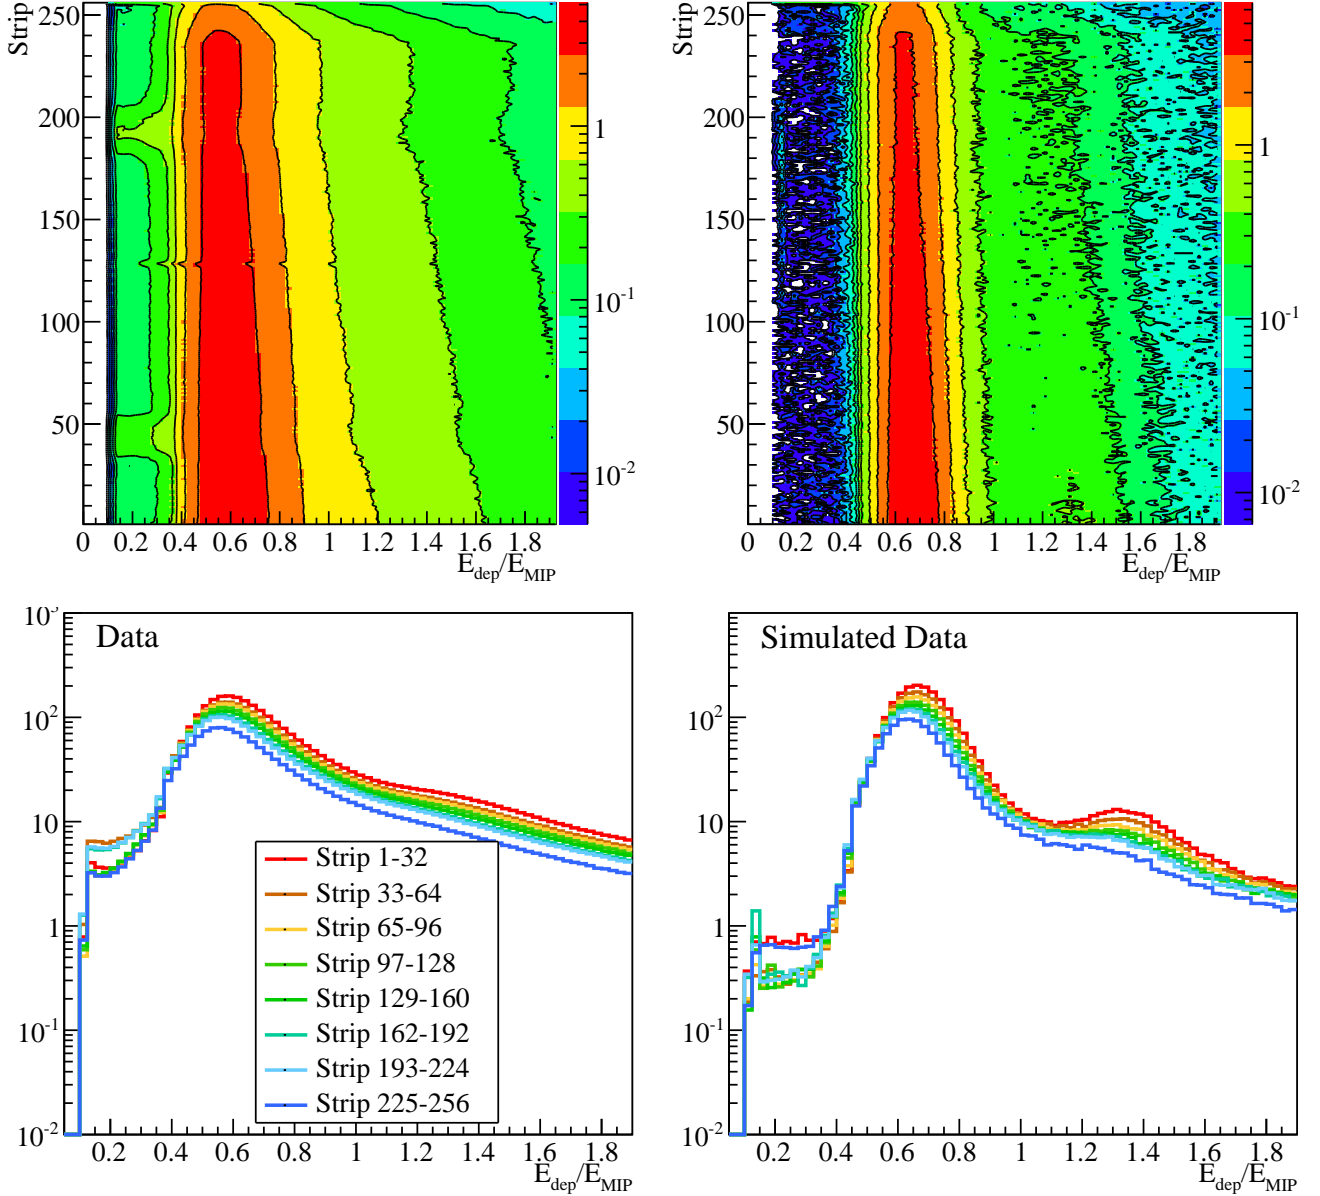 Strip
250
200
150
100
50
0 0.2 0.4 0.6 0.8 1 1.2 1.4 1.6 1.8
E_dep/E_MIP
1
10^-1
10^-2
Strip
250
200
150
100
50
0 0.2 0.4 0.6 0.8 1 1.2 1.4 1.6 1.8
E_dep/E_MIP
1
10^-1
10^-2
Data
10^2
10
1
10^-1
10^-2
Strip 1-32
Strip 33-64
Strip 65-96
Strip 97-128
Strip 129-160
Strip 162-192
Strip 193-224
Strip 225-256
0.2 0.4 0.6 0.8 1 1.2 1.4 1.6 1.8
E_dep/E_MIP
Simulated Data
10^2
10
1
10^-1
10^-2
0.2 0.4 0.6 0.8 1 1.2 1.4 1.6 1.8
E_dep/E_MIP